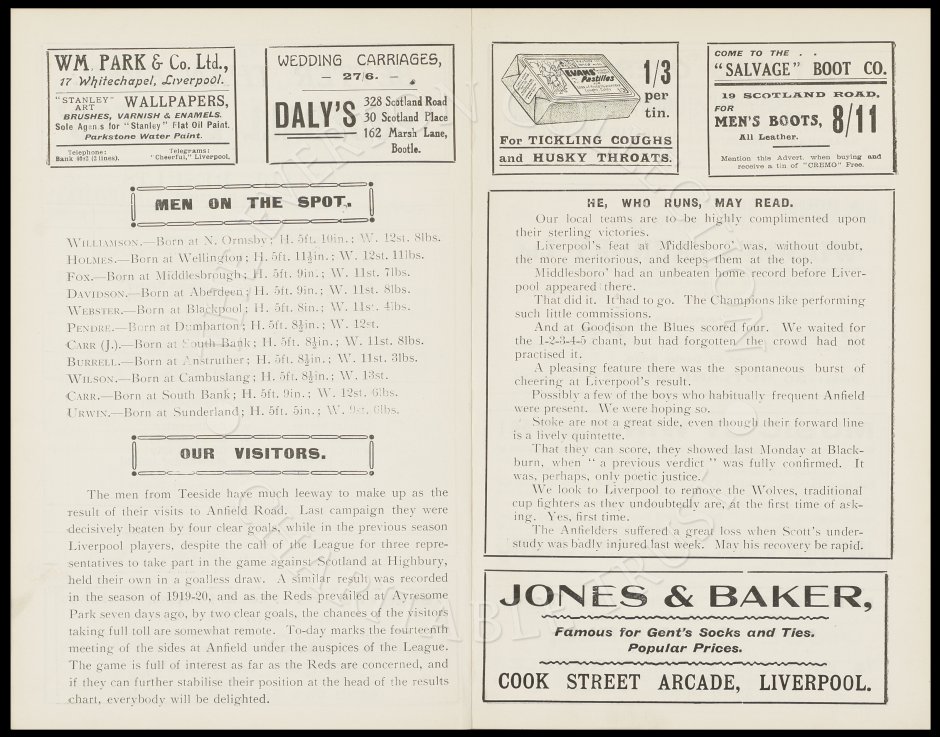 WM. PARK & Co. Ltd.,
17 Whitechapel, Liverpool.
"STANLEY" ART WALLPAPERS,
BRUSHES, VARNISH & ENAMELS.
Sole Agents for "Stanley" Flat Oil Paint.
Parkstone Water Paint.
Telephone: Telegrams:
Bank (2 lines). "Cheerful," Liverpool.
WEDDING CARRIAGES,
— 27/6. —
DALY'S
328 Scotland Road
30 Scotland Place
162 Marsh Lane,
Bootle.
MEN ON THE SPOT.
WILLIAMSON.—Born at N. Ormsby; H. 5ft. 10in.; W. 12st. 8lbs.
HOLMES.—Born at Wellington; H. 5ft. 11½in.; W. 12st. 11lbs.
FOX.—Born at Middlesbrough; H. 5ft. 9in.; W. 11st. 7lbs.
DAVIDSON.—Born at Aberdeen; H. 5ft. 9in.; W. 11st. 8lbs.
WEBSTER.—Born at Blackpool; H. 5ft. 8in.; W. 11st. 4lbs.
PENDRE.—Born at Dumbarton; H. 5ft. 8½in.; W. 12st.
CARR (J.).—Born at South Bank; H. 5ft. 8½in.; W. 11st. 8lbs.
BURRELL.—Born at Anstruther; H. 5ft. 8½in.; W. 11st. 3lbs.
WILSON.—Born at Cambuslang; H. 5ft. 8½in.; W. 13st.
CARR.—Born at South Bank; H. 5ft. 9in.; W. 12st. 6lbs.
URWIN.—Born at Sunderland; H. 5ft. 5in.; W. 9st. 6lbs.
OUR VISITORS.
The men from Teeside have much leeway to make up as the
result of their visits to Anfield Road. Last campaign they were
decisively beaten by four clear goals, while in the previous season
Liverpool players, despite the call of the League for three repre-
sentatives to take part in the game against Scotland at Highbury,
held their own in a goalless draw. A similar result was recorded
in the season of 1919-20, and as the Reds prevailed at Ayresome
Park seven days ago, by two clear goals, the chances of the visitors
taking full toll are somewhat remote. To-day marks the fourteenth
meeting of the sides at Anfield under the auspices of the League.
The game is full of interest as far as the Reds are concerned, and
if they can further stabilise their position at the head of the results
chart, everybody will be delighted.
EVANS' Pastilles
1/3
per
tin.
For TICKLING COUGHS
and HUSKY THROATS.
COME TO THE . .
"SALVAGE" BOOT CO.
19 SCOTLAND ROAD,
FOR
MEN'S BOOTS, 8/11
All Leather.
Mention this Advert. when buying and
receive a tin of "CREMO" Free.
HE, WHO RUNS, MAY READ.
Our local teams are to be highly complimented upon
their sterling victories.
Liverpool's feat at Middlesboro' was, without doubt,
the more meritorious, and keeps them at the top.
Middlesboro' had an unbeaten home record before Liver-
pool appeared there.
That did it. It had to go. The Champions like performing
such little commissions.
And at Goodison the Blues scored four. We waited for
the 1-2-3-4-5 chant, but had forgotten the crowd had not
practised it.
A pleasing feature there was the spontaneous burst of
cheering at Liverpool's result.
Possibly a few of the boys who habitually frequent Anfield
were present. We were hoping so.
Stoke are not a great side, even though their forward line
is a lively quintette.
That they can score, they showed last Monday at Black-
burn, when " a previous verdict " was fully confirmed. It
was, perhaps, only poetic justice.
We look to Liverpool to remove the Wolves, traditional
cup fighters as they undoubtedly are, at the first time of ask-
ing. Yes, first time.
The Anfielders suffered a great loss when Scott's under-
study was badly injured last week. May his recovery be rapid.
JONES & BAKER,
Famous for Gent's Socks and Ties.
Popular Prices.
COOK STREET ARCADE, LIVERPOOL.